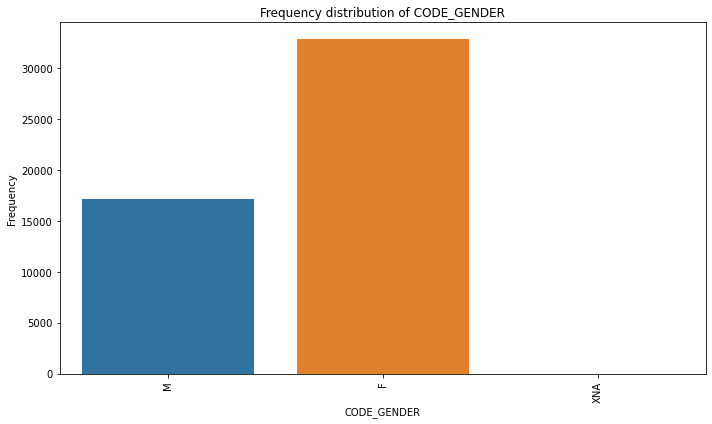 Frequency distribution of CODE_GENDER
Frequency
30000
25000
20000
15000
10000
5000
0
M
F
XNA
CODE_GENDER